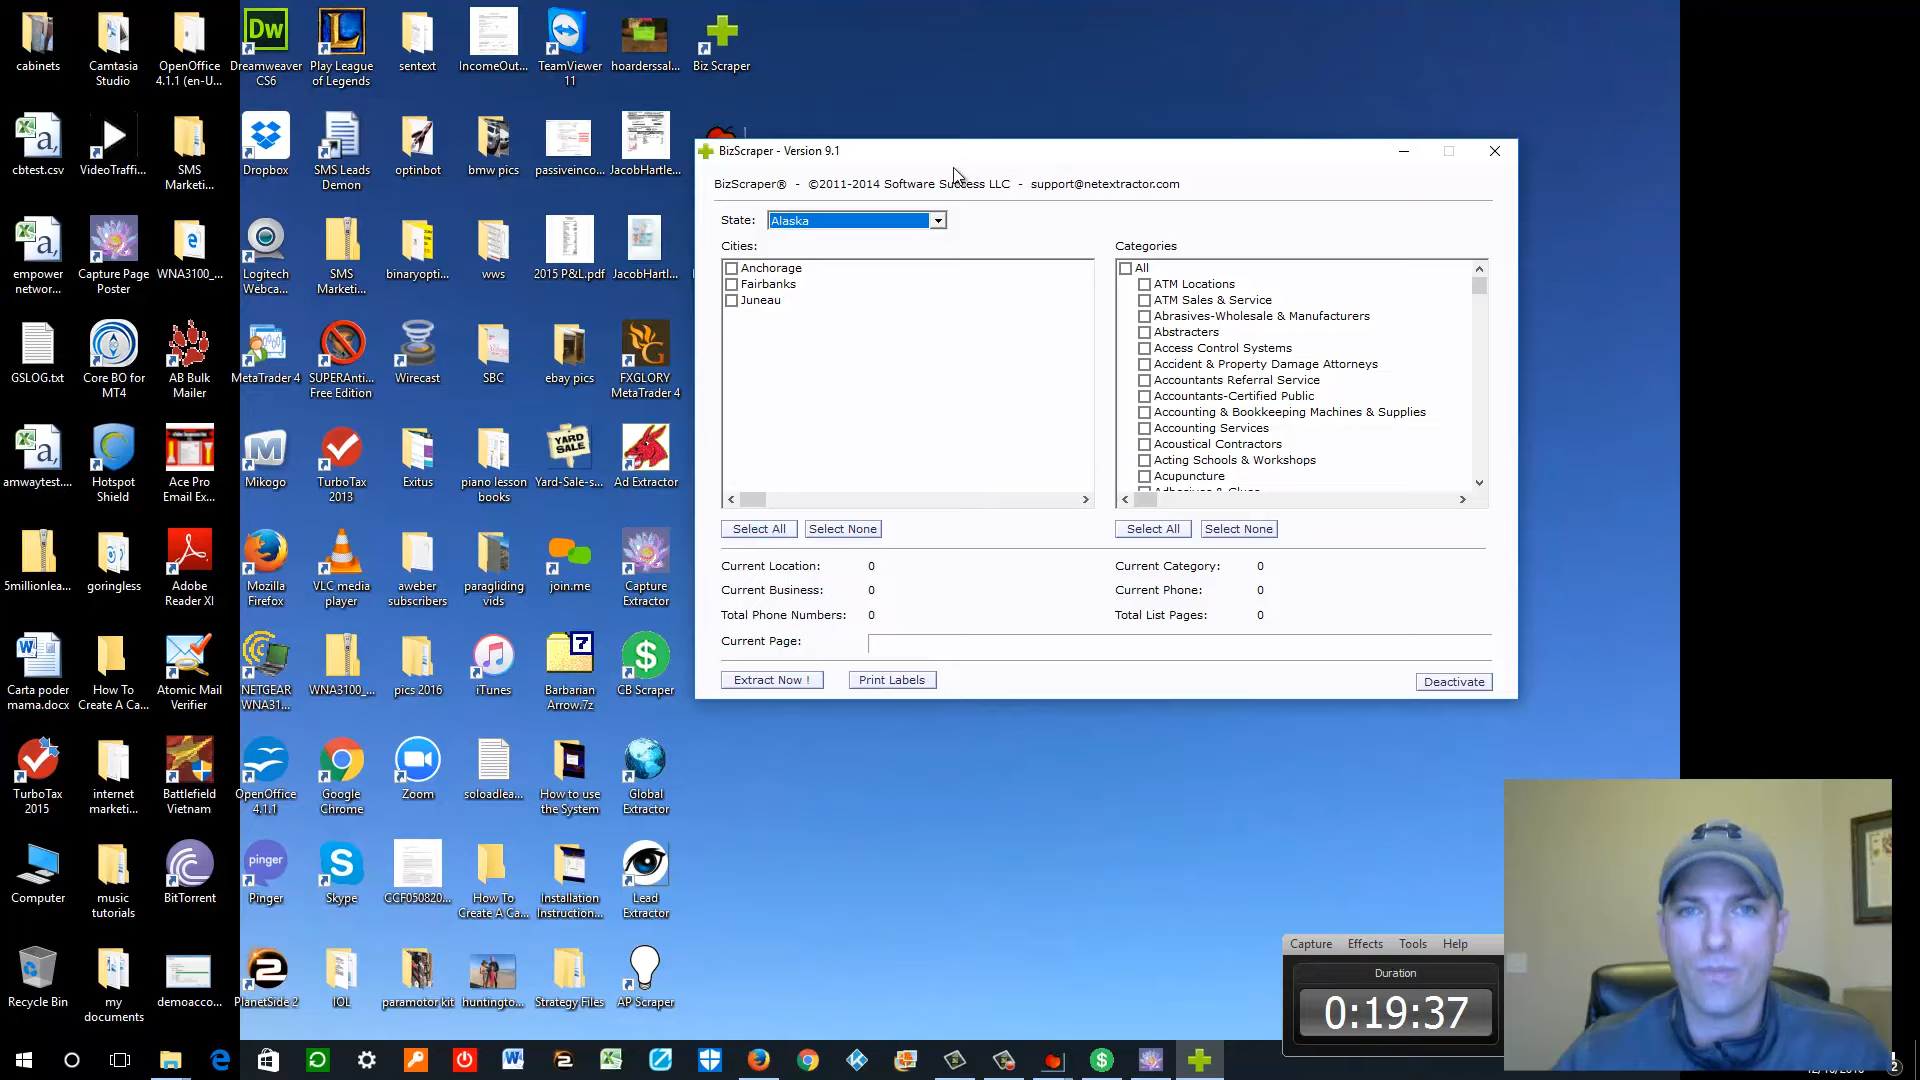 cabinets
Camtasia
Studio
OpenOffice
4.1.1 (en-U...
Dw
Dreamweaver
CS6
Play League
of Legends
sentext
IncomeOut...
TeamViewer
11
hoarderssal...
Biz Scraper
cbtest.csv
VideoTraffi...
SMS
Marketi...
Dropbox
SMS Leads
Demon
optinbot
bmw pics
passiveinco...
JacobHartle...
empower
networ...
Capture Page
Poster
WNA3100_...
Logitech
Webca...
SMS
Marketi...
binaryopti...
wws
2015 P&L.pdf
JacobHartl...
GSLOG.txt
Core BO for
MT4
AB Bulk
Mailer
MetaTrader 4
SUPERAnti...
Free Edition
Wirecast
SBC
ebay pics
FXGLORY
MetaTrader 4
amwaytest....
Hotspot
Shield
Ace Pro
Email Ex...
Mikogo
TurboTax
2013
Exitus
piano lesson
books
YARD
SALE
Yard-Sale-s...
Ad Extractor
5millionlea...
goringless
Adobe
Reader XI
Mozilla
Firefox
VLC media
player
aweber
subscribers
paragliding
vids
join.me
Capture
Extractor
Carta poder
mama.docx
How To
Create A Ca...
Atomic Mail
Verifier
NETGEAR
WNA31...
WNA3100_...
pics 2016
iTunes
7
Barbarian
Arrow.7z
CB Scraper
TurboTax
2015
internet
marketi...
Battlefield
Vietnam
OpenOffice
4.1.1
Google
Chrome
Zoom
soloadlea...
How to use
the System
Global
Extractor
Computer
music
tutorials
BitTorrent
pinger
Pinger
Skype
CCF050820...
How To
Create A Ca...
Installation
Instruction...
Lead
Extractor
Recycle Bin
my
documents
demoacco...
PlanetSide 2
IOL
paramotor kit
huntingto...
Strategy Files
AP Scraper
BizScraper - Version 9.1
BizScraper® - ©2011-2014 Software Success LLC - support@netextractor.com
State: Alaska
Cities:
Anchorage
Fairbanks
Juneau
Select All Select None
Categories
All
ATM Locations
ATM Sales & Service
Abrasives-Wholesale & Manufacturers
Abstracters
Access Control Systems
Accident & Property Damage Attorneys
Accountants Referral Service
Accountants-Certified Public
Accounting & Bookkeeping Machines & Supplies
Accounting Services
Acoustical Contractors
Acting Schools & Workshops
Acupuncture
Adhesives & Glues
Select All Select None
Current Location: 0 Current Category: 0
Current Business: 0 Current Phone: 0
Total Phone Numbers: 0 Total List Pages: 0
Current Page:
Extract Now ! Print Labels Deactivate
Capture Effects Tools Help
Duration
0:19:37